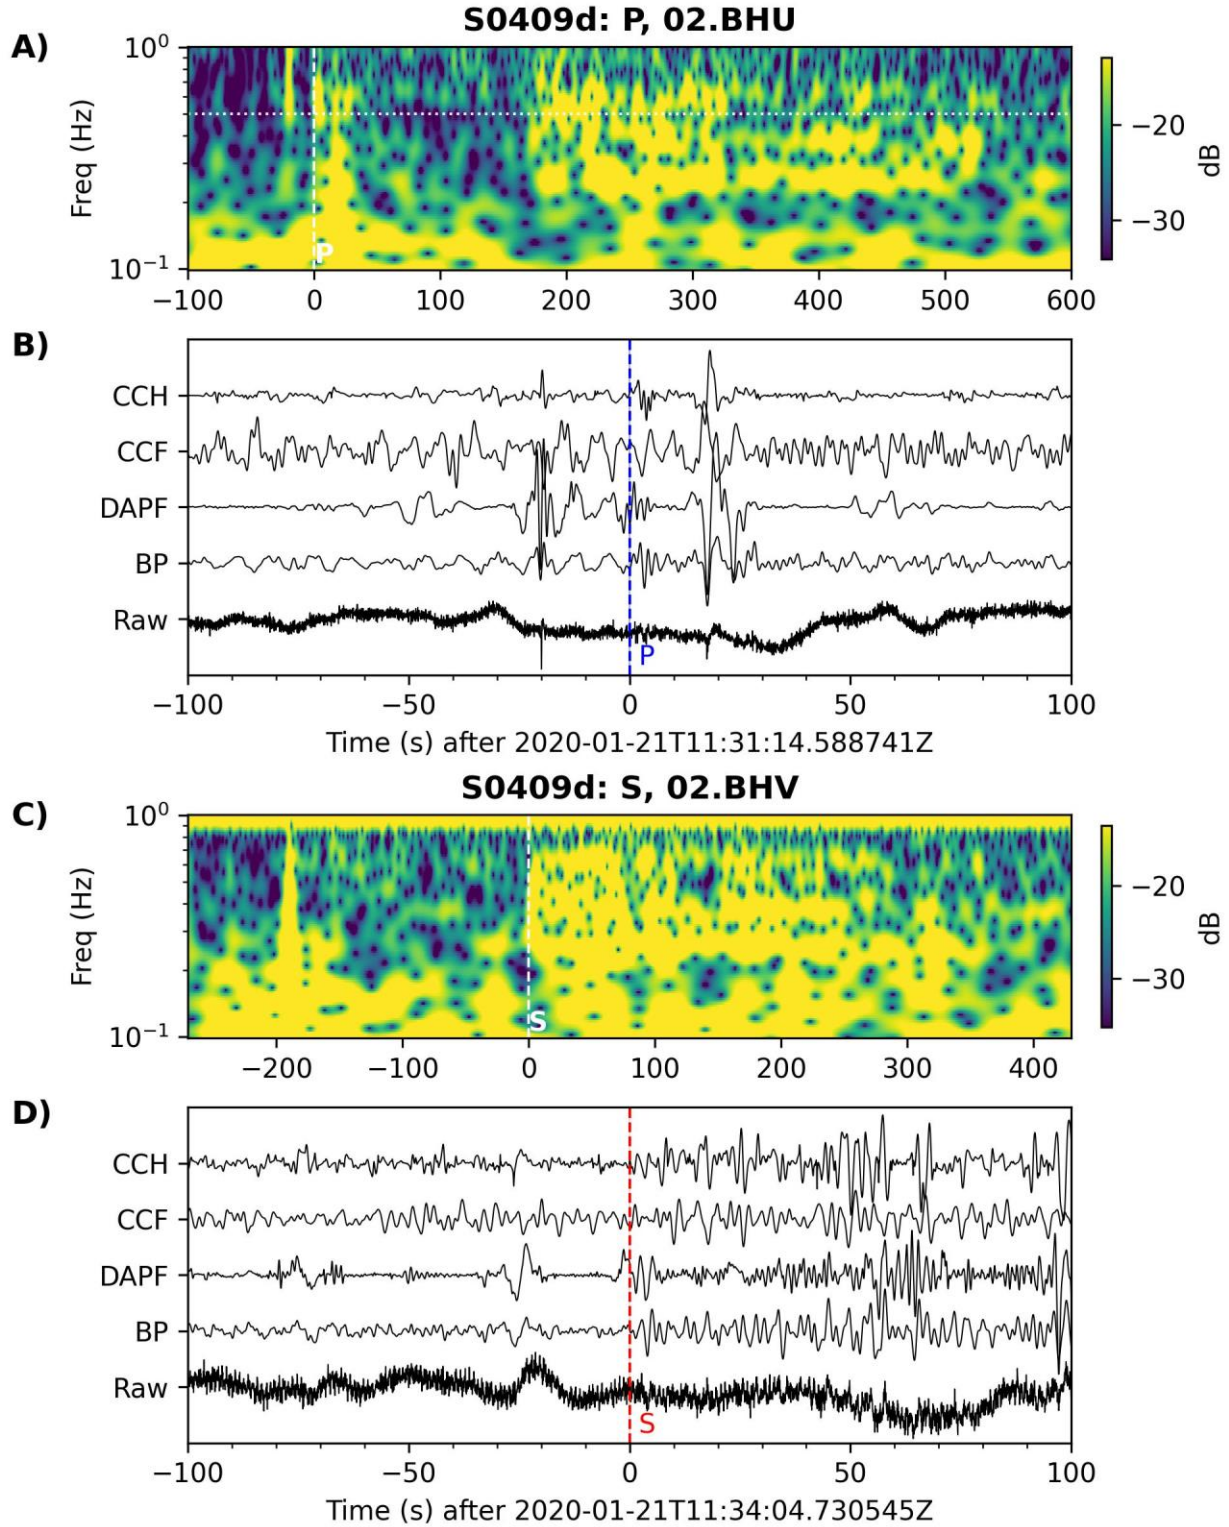 S0409d: P, 02.BHU
A)
10⁰
10⁻¹
Freq (Hz)
P
−100 0 100 200 300 400 500 600
−20
−30
dB
B)
CCH
CCF
DAPF
BP
Raw
P
−100 −50 0 50 100
Time (s) after 2020-01-21T11:31:14.588741Z
S0409d: S, 02.BHV
C)
10⁰
10⁻¹
Freq (Hz)
S
−200 −100 0 100 200 300 400
−20
−30
dB
D)
CCH
CCF
DAPF
BP
Raw
S
−100 −50 0 50 100
Time (s) after 2020-01-21T11:34:04.730545Z